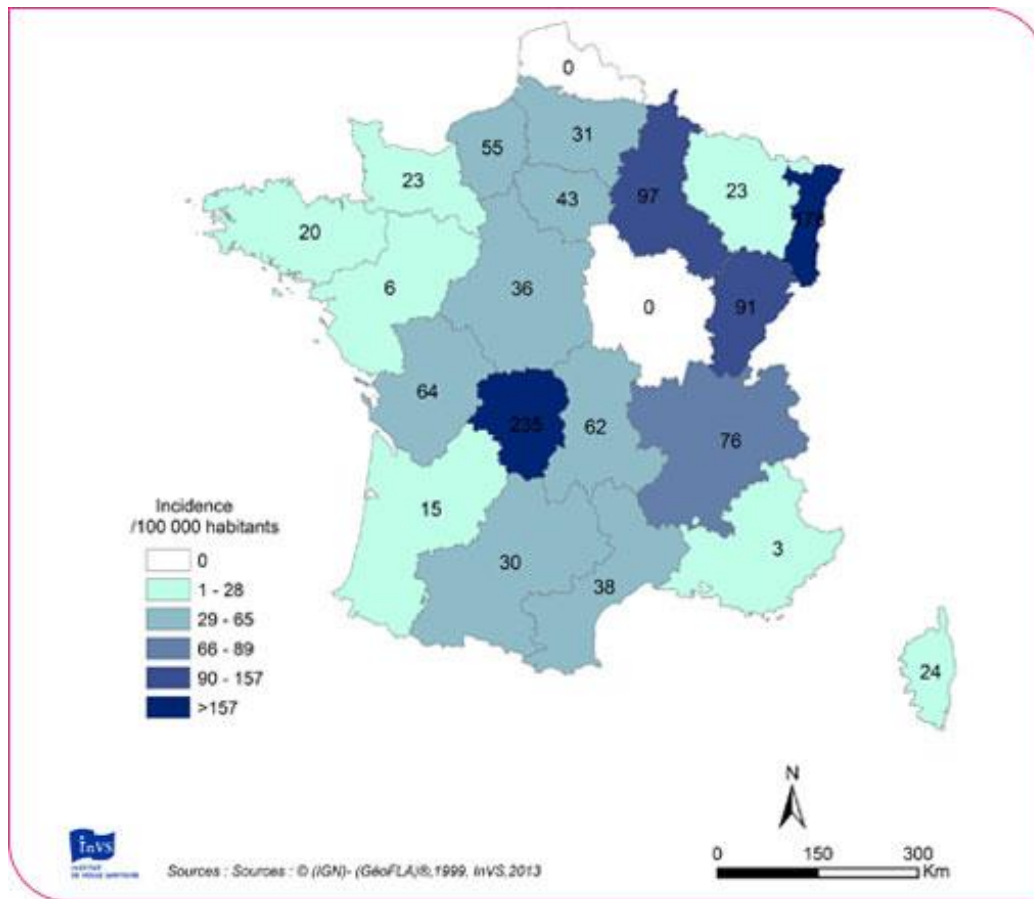 0
31
55
23
43
97
23
20
6
36
0
91
64
235
62
76
15
30
38
3
24
Incidence
/100 000 habitants
0
1 - 28
29 - 65
66 - 89
90 - 157
>157
N
0 150 300
Km
InVS
Sources : Sources : © (IGN)- (GéoFLA)®,1999, InVS,2013